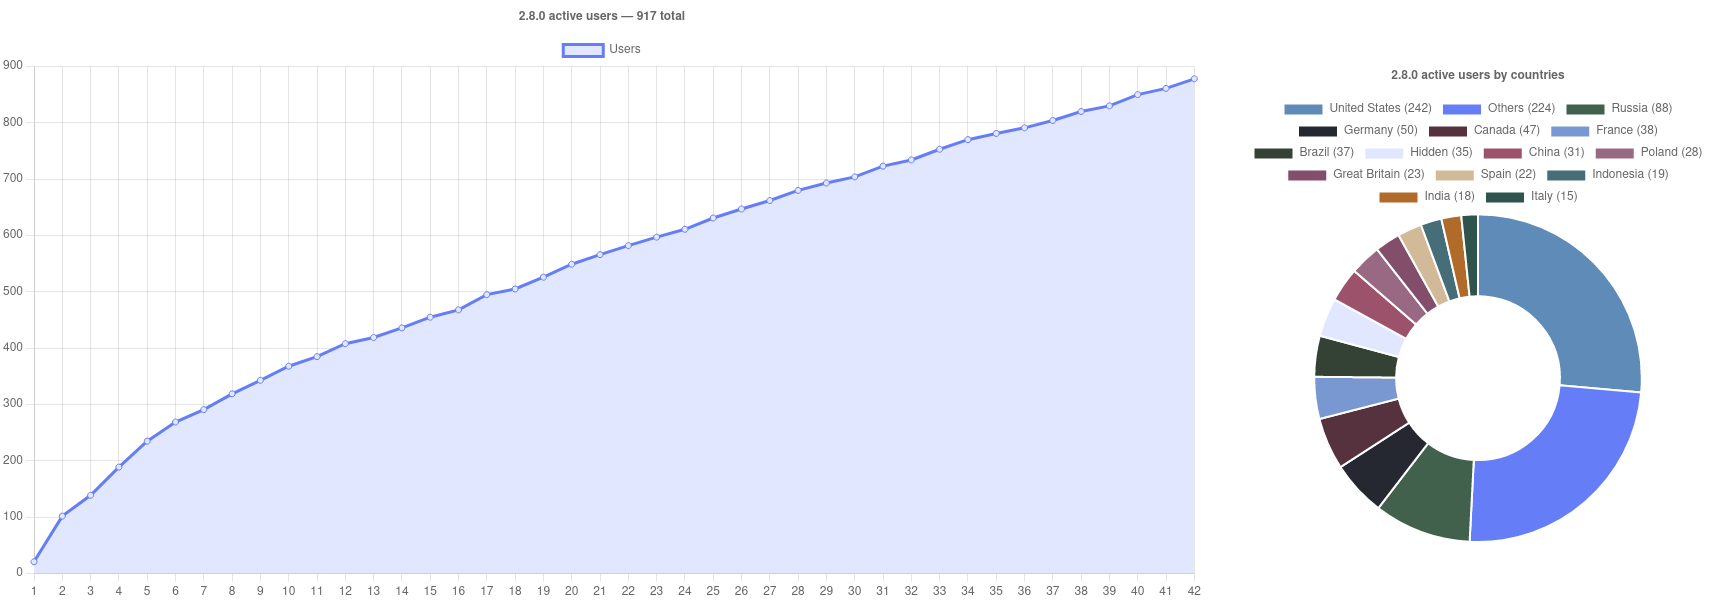 2.8.0 active users — 917 total
Users
900
800
700
600
500
400
300
200
100
0
1 2 3 4 5 6 7 8 9 10 11 12 13 14 15 16 17 18 19 20 21 22 23 24 25 26 27 28 29 30 31 32 33 34 35 36 37 38 39 40 41 42
2.8.0 active users by countries
United States (242) Others (224) Russia (88)
Germany (50) Canada (47) France (38)
Brazil (37) Hidden (35) China (31) Poland (28)
Great Britain (23) Spain (22) Indonesia (19)
India (18) Italy (15)